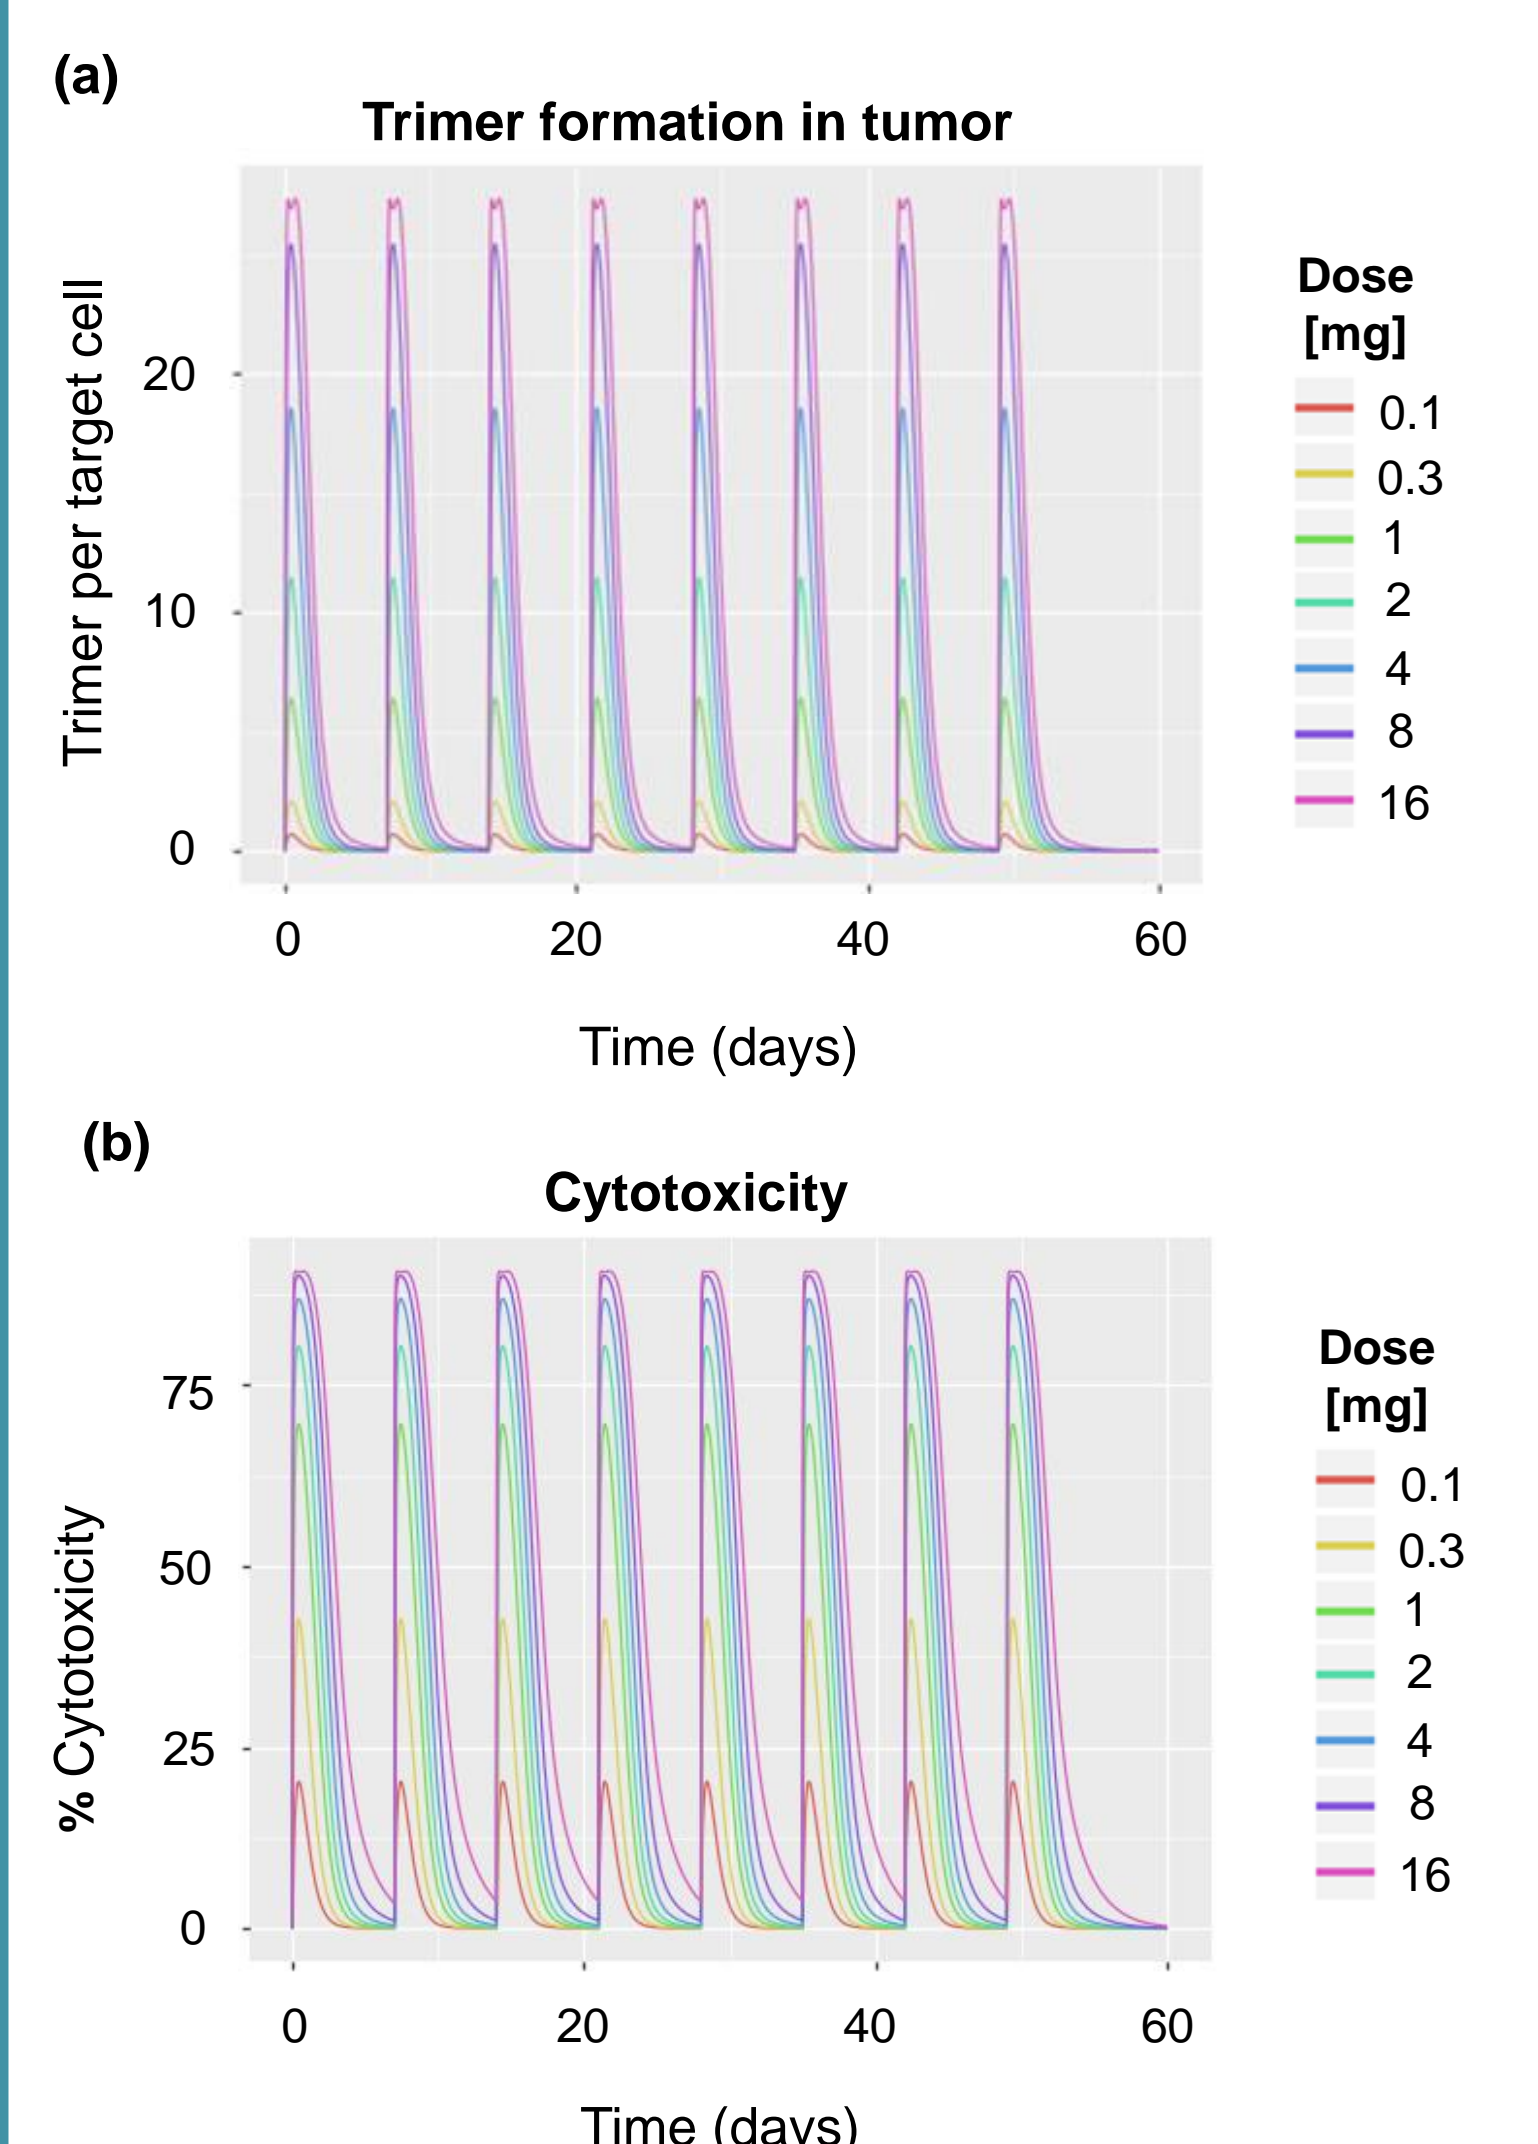 (a)
Trimer formation in tumor
Trimer per target cell
20
10
0
0 20 40 60
Time (days)
Dose
[mg]
0.1
0.3
1
2
4
8
16
(b)
Cytotoxicity
% Cytotoxicity
75
50
25
0
0 20 40 60
Time (days)
Dose
[mg]
0.1
0.3
1
2
4
8
16